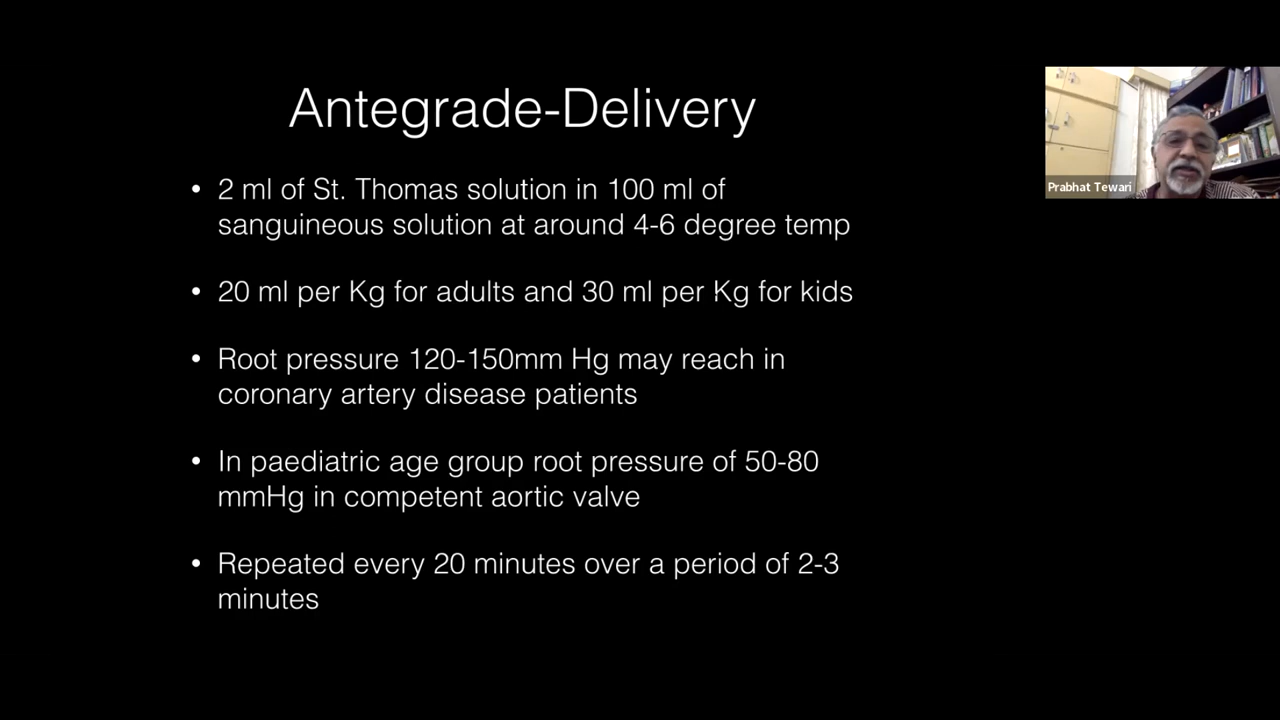 Antegrade-Delivery
• 2 ml of St. Thomas solution in 100 ml of
sanguineous solution at around 4-6 degree temp
• 20 ml per Kg for adults and 30 ml per Kg for kids
• Root pressure 120-150mm Hg may reach in
coronary artery disease patients
• In paediatric age group root pressure of 50-80
mmHg in competent aortic valve
• Repeated every 20 minutes over a period of 2-3
minutes
Prabhat Tewari